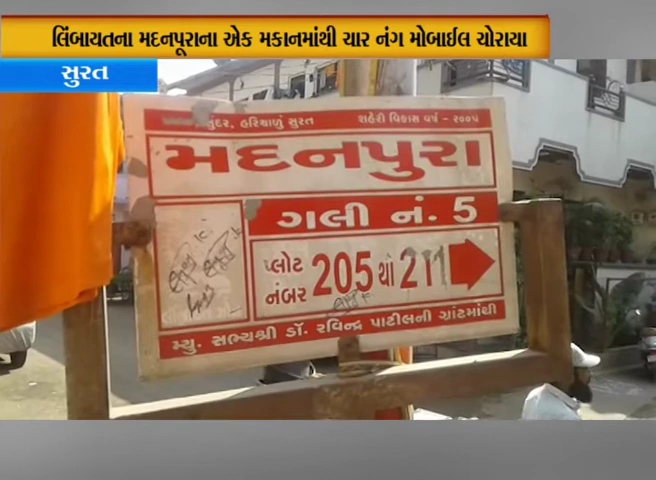 લિંબાયતના મદનપૂરાના એક મકાનમાંથી ચાર નંગ મોબાઈલ ચોરાયા
સુરત
સુંદર, હરિયાળું સુરત શહેરી વિકાસ વર્ષ - ૨૦૦૫
મદનપુરા
ગલી નં. 5
પ્લોટ નંબર 205 થી 211
મ્યુ. સભ્યશ્રી ડૉ. રવિન્દ્ર પાટીલની ગ્રાંટમાંથી